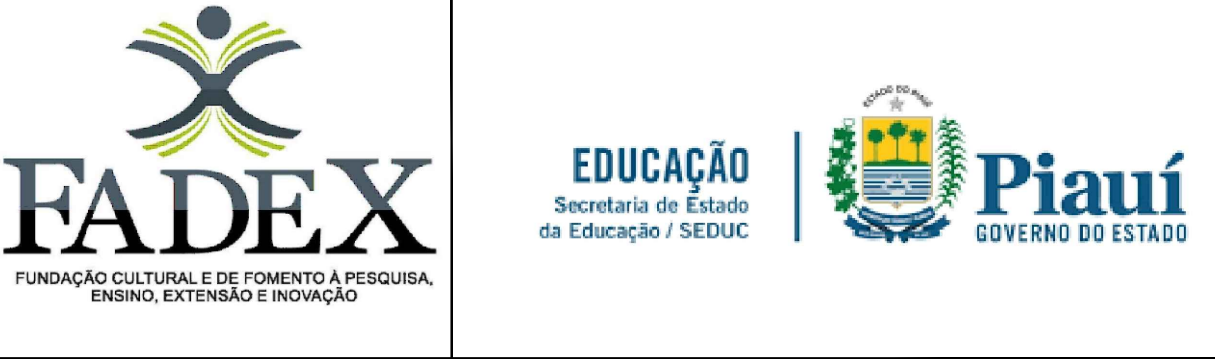 FADEX
FUNDAÇÃO CULTURAL E DE FOMENTO À PESQUISA,
ENSINO, EXTENSÃO E INOVAÇÃO
EDUCAÇÃO
Secretaria de Estado
da Educação / SEDUC
ESTADO DO PIAUÍ
Piauí
GOVERNO DO ESTADO